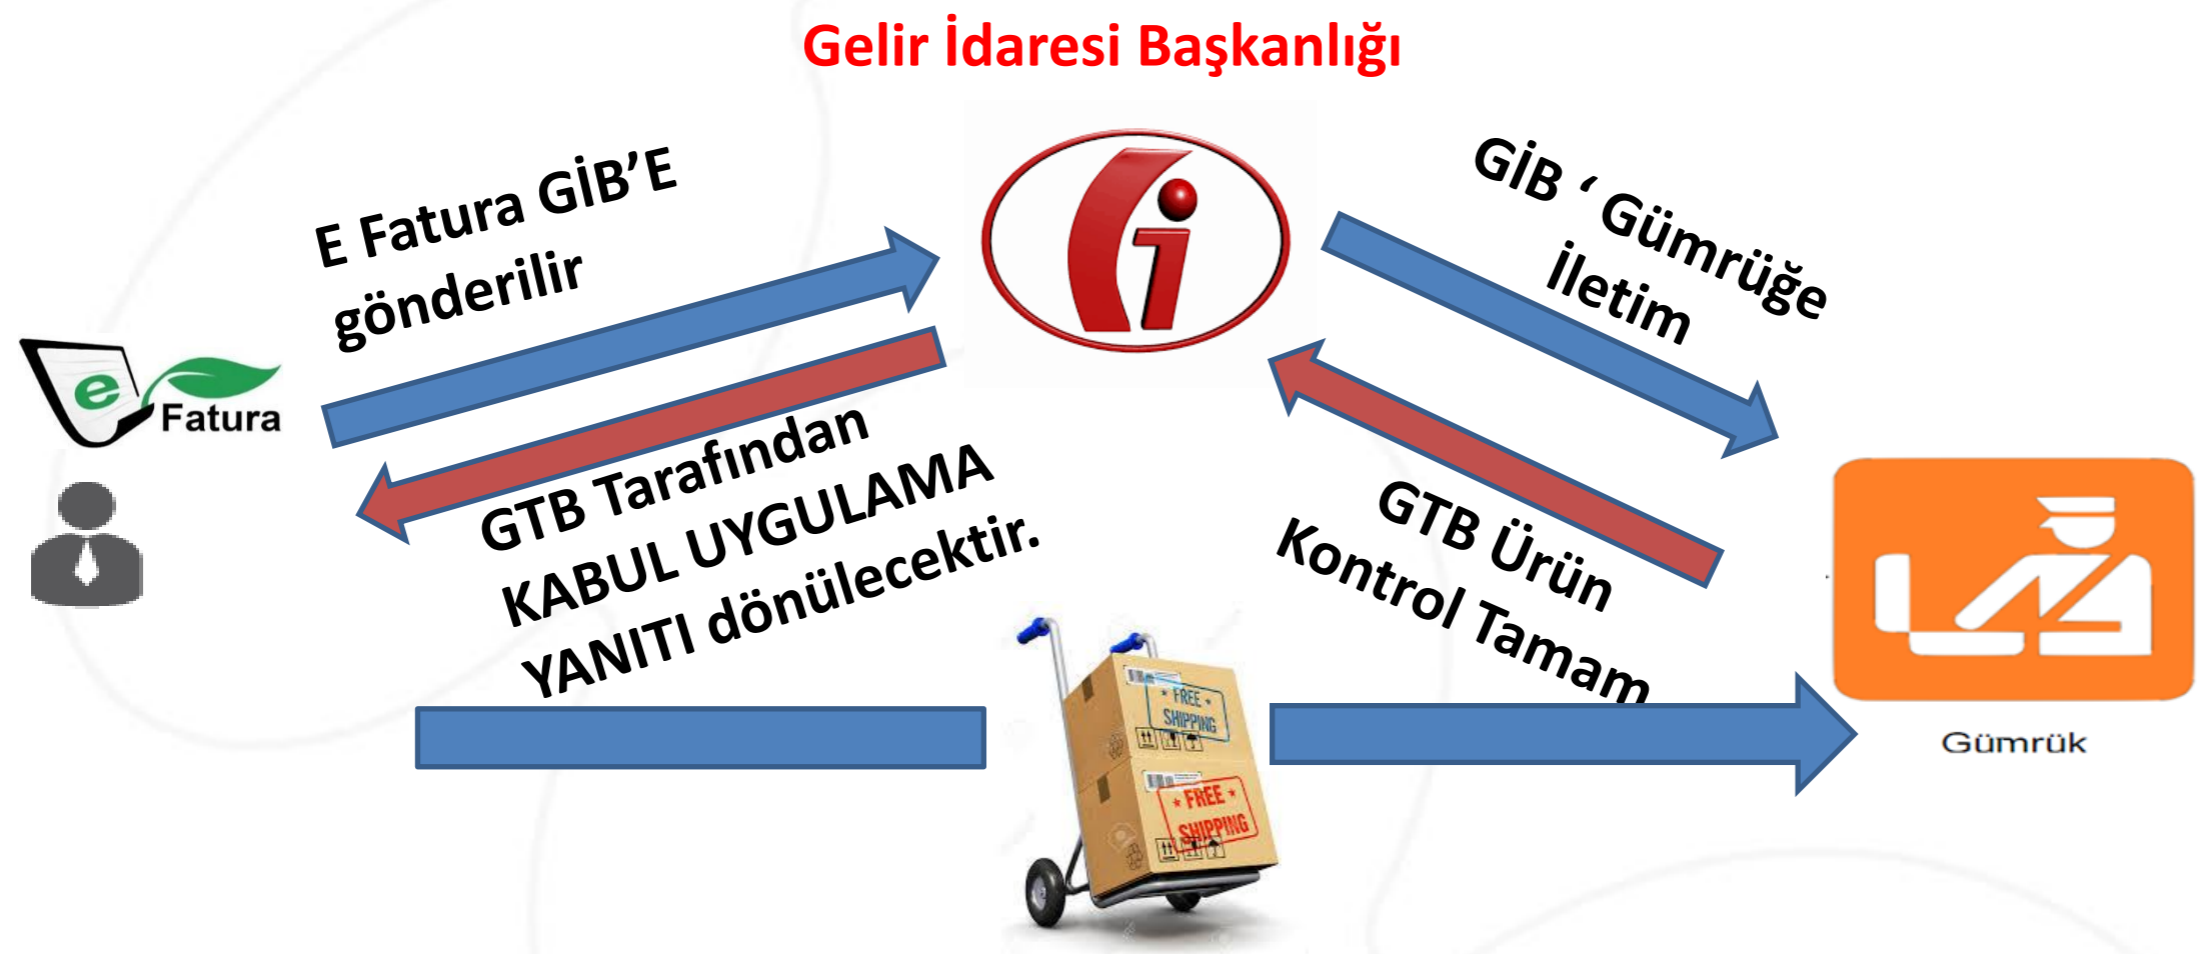 Gelir İdaresi Başkanlığı
E Fatura GİB’E
gönderilir
GİB ‘ Gümrüğe
İletim
e
Fatura
GTB Tarafından
KABUL UYGULAMA
YANITI dönülecektir.
GTB Ürün
Kontrol Tamam
* FREE *
SHIPPING
* FREE *
SHIPPING
Gümrük